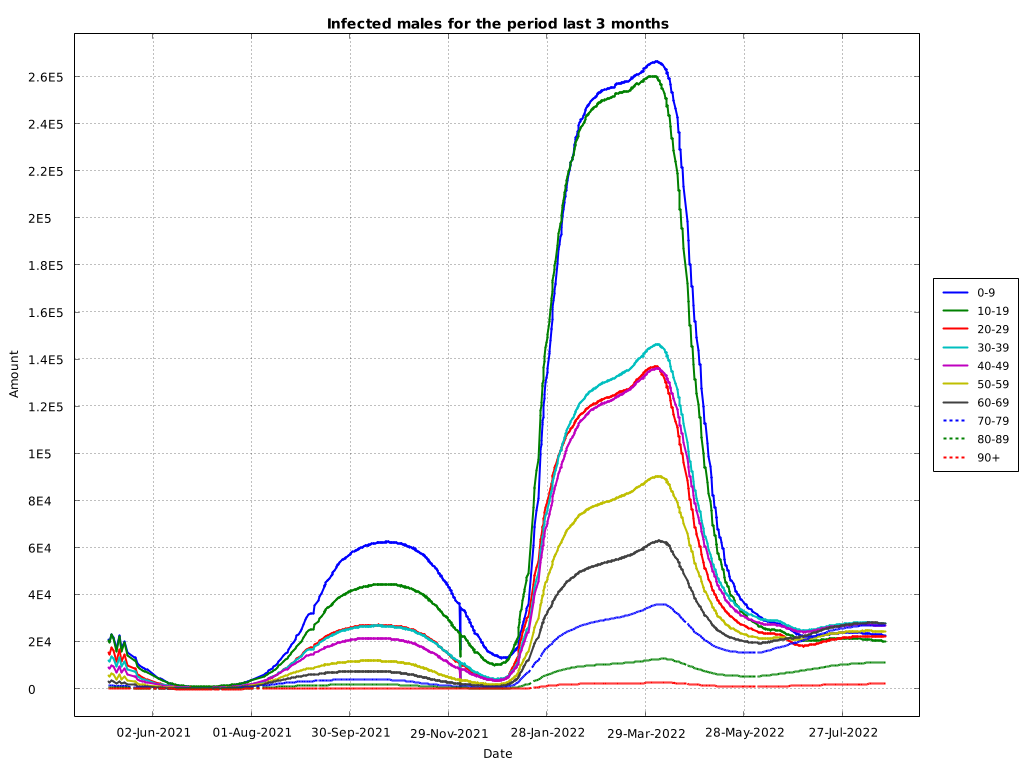 Infected males for the period last 3 months
Amount
2.6E5
2.4E5
2.2E5
2E5
1.8E5
1.6E5
1.4E5
1.2E5
1E5
8E4
6E4
4E4
2E4
0
02-Jun-2021 01-Aug-2021 30-Sep-2021 29-Nov-2021 28-Jan-2022 29-Mar-2022 28-May-2022 27-Jul-2022
Date
0-9
10-19
20-29
30-39
40-49
50-59
60-69
70-79
80-89
90+